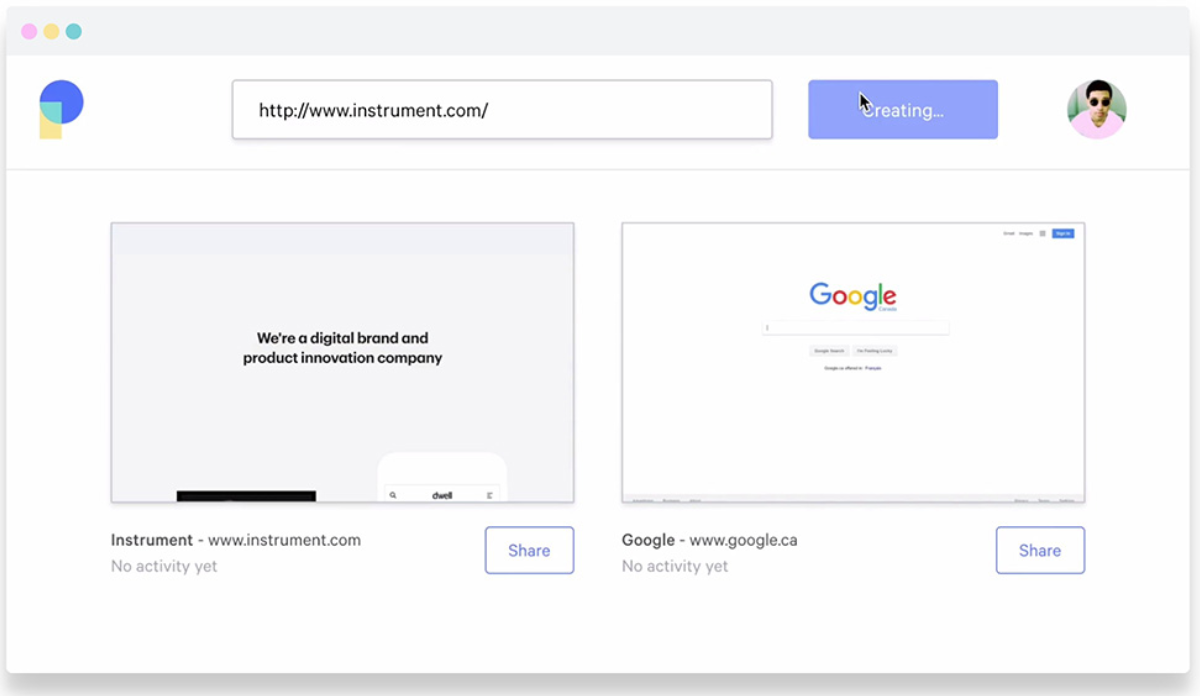 http://www.instrument.com/
Creating...
We're a digital brand and
product innovation company
dwell
Gmail Images Sign in
Google
Canada
Google Search I'm Feeling Lucky
Google.ca offered in: Français
Instrument - www.instrument.com
No activity yet
Share
Google - www.google.ca
No activity yet
Share